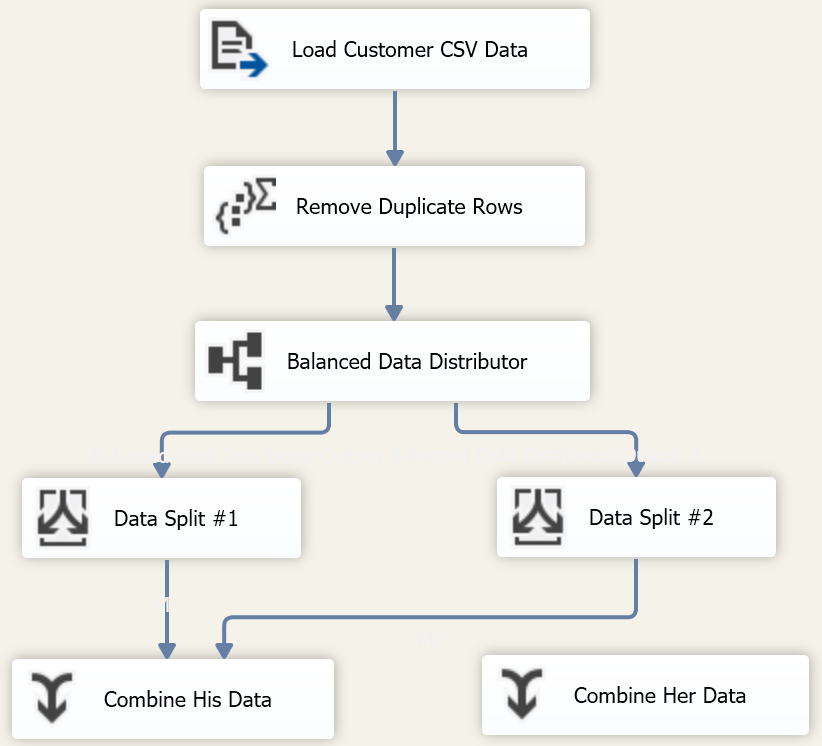 Load Customer CSV Data
Remove Duplicate Rows
Balanced Data Distributor
Data Split #1
Data Split #2
Combine His Data
Combine Her Data